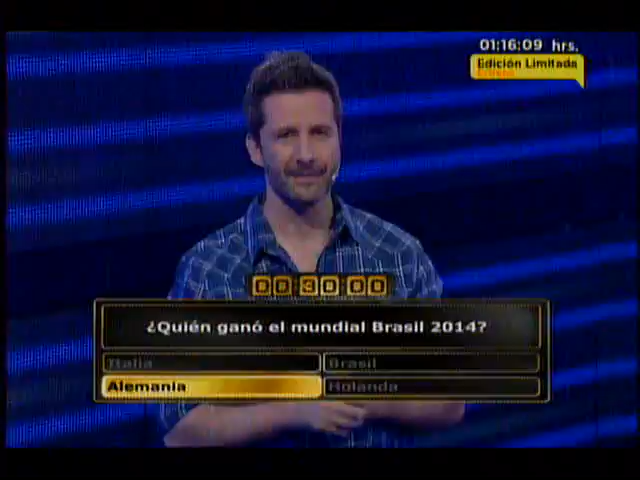 01:16:09 hrs.
Edición Limitada
00:30:00
¿Quién ganó el mundial Brasil 2014?
Italia
Brasil
Alemania
Holanda